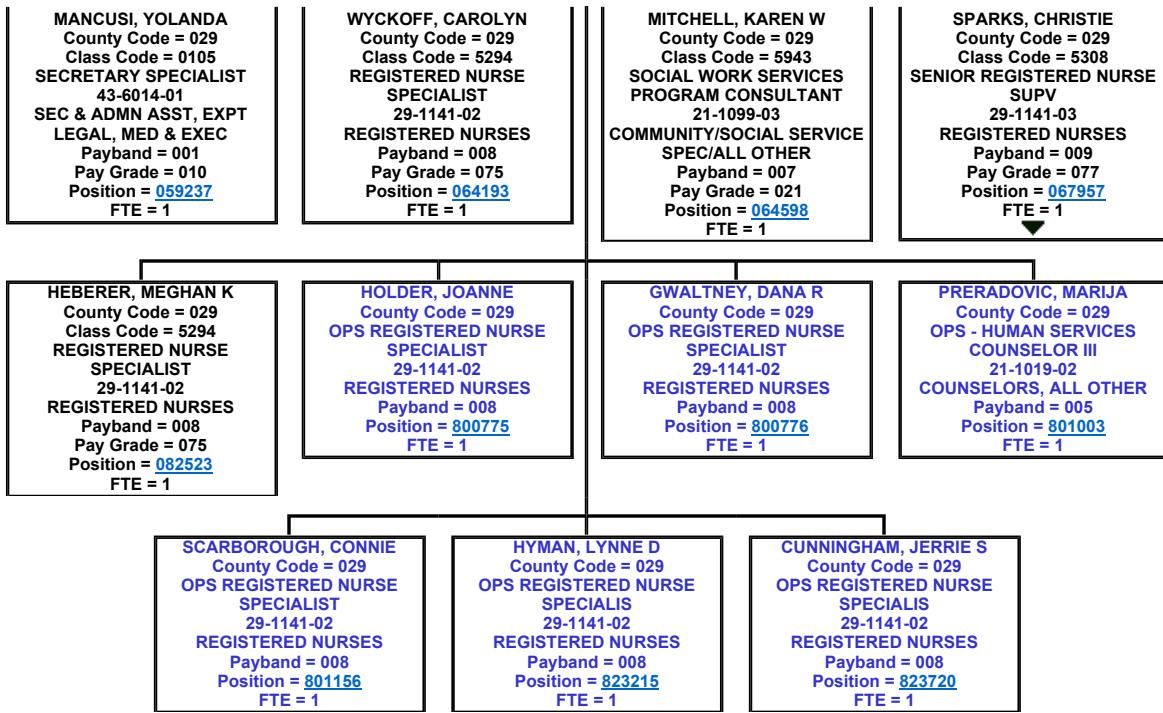 MANCUSI, YOLANDA
County Code = 029
Class Code = 0105
SECRETARY SPECIALIST
43-6014-01
SEC & ADMN ASST, EXPT
LEGAL, MED & EXEC
Payband = 001
Pay Grade = 010
Position = 059237
FTE = 1
WYCKOFF, CAROLYN
County Code = 029
Class Code = 5294
REGISTERED NURSE
SPECIALIST
29-1141-02
REGISTERED NURSES
Payband = 008
Pay Grade = 075
Position = 064193
FTE = 1
MITCHELL, KAREN W
County Code = 029
Class Code = 5943
SOCIAL WORK SERVICES
PROGRAM CONSULTANT
21-1099-03
COMMUNITY/SOCIAL SERVICE
SPEC/ALL OTHER
Payband = 007
Pay Grade = 021
Position = 064598
FTE = 1
SPARKS, CHRISTIE
County Code = 029
Class Code = 5308
SENIOR REGISTERED NURSE
SUPV
29-1141-03
REGISTERED NURSES
Payband = 009
Pay Grade = 077
Position = 067957
FTE = 1
HEBERER, MEGHAN K
County Code = 029
Class Code = 5294
REGISTERED NURSE
SPECIALIST
29-1141-02
REGISTERED NURSES
Payband = 008
Pay Grade = 075
Position = 082523
FTE = 1
HOLDER, JOANNE
County Code = 029
OPS REGISTERED NURSE
SPECIALIST
29-1141-02
REGISTERED NURSES
Payband = 008
Position = 800775
FTE = 1
GWALTNEY, DANA R
County Code = 029
OPS REGISTERED NURSE
SPECIALIST
29-1141-02
REGISTERED NURSES
Payband = 008
Position = 800776
FTE = 1
PRERADOVIC, MARIJA
County Code = 029
OPS - HUMAN SERVICES
COUNSELOR III
21-1019-02
COUNSELORS, ALL OTHER
Payband = 005
Position = 801003
FTE = 1
SCARBOROUGH, CONNIE
County Code = 029
OPS REGISTERED NURSE
SPECIALIST
29-1141-02
REGISTERED NURSES
Payband = 008
Position = 801156
FTE = 1
HYMAN, LYNNE D
County Code = 029
OPS REGISTERED NURSE
SPECIALIS
29-1141-02
REGISTERED NURSES
Payband = 008
Position = 823215
FTE = 1
CUNNINGHAM, JERRIE S
County Code = 029
OPS REGISTERED NURSE
SPECIALIS
29-1141-02
REGISTERED NURSES
Payband = 008
Position = 823720
FTE = 1